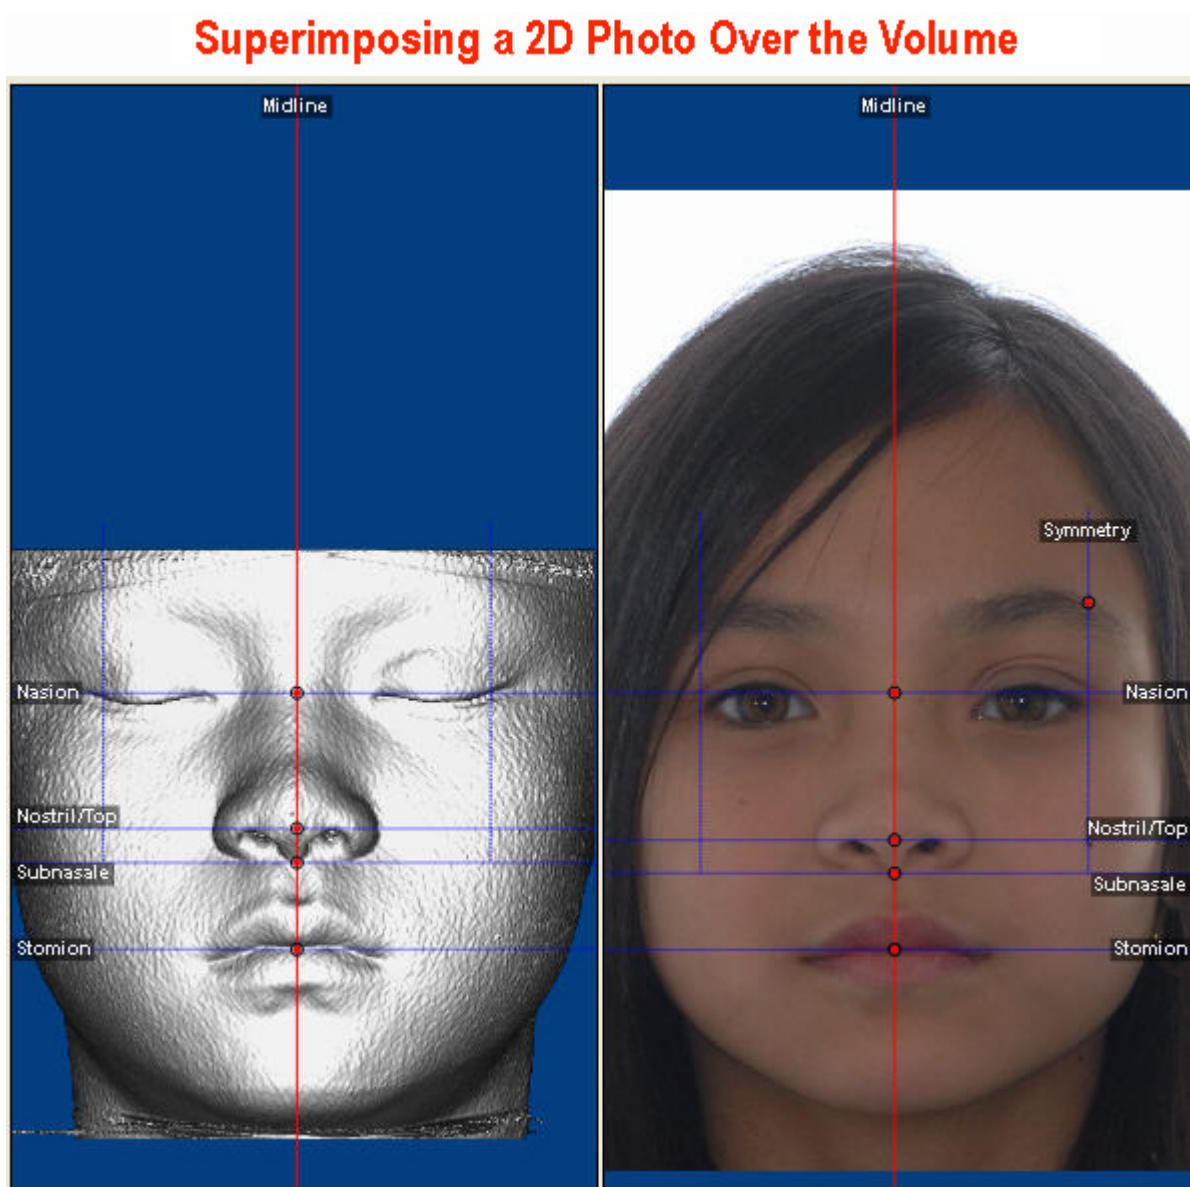 Superimposing a 2D Photo Over the Volume
Midline
Nasion
Nostril/Top
Subnasale
Stomion
Midline
Symmetry
Nasion
Nostril/Top
Subnasale
Stomion